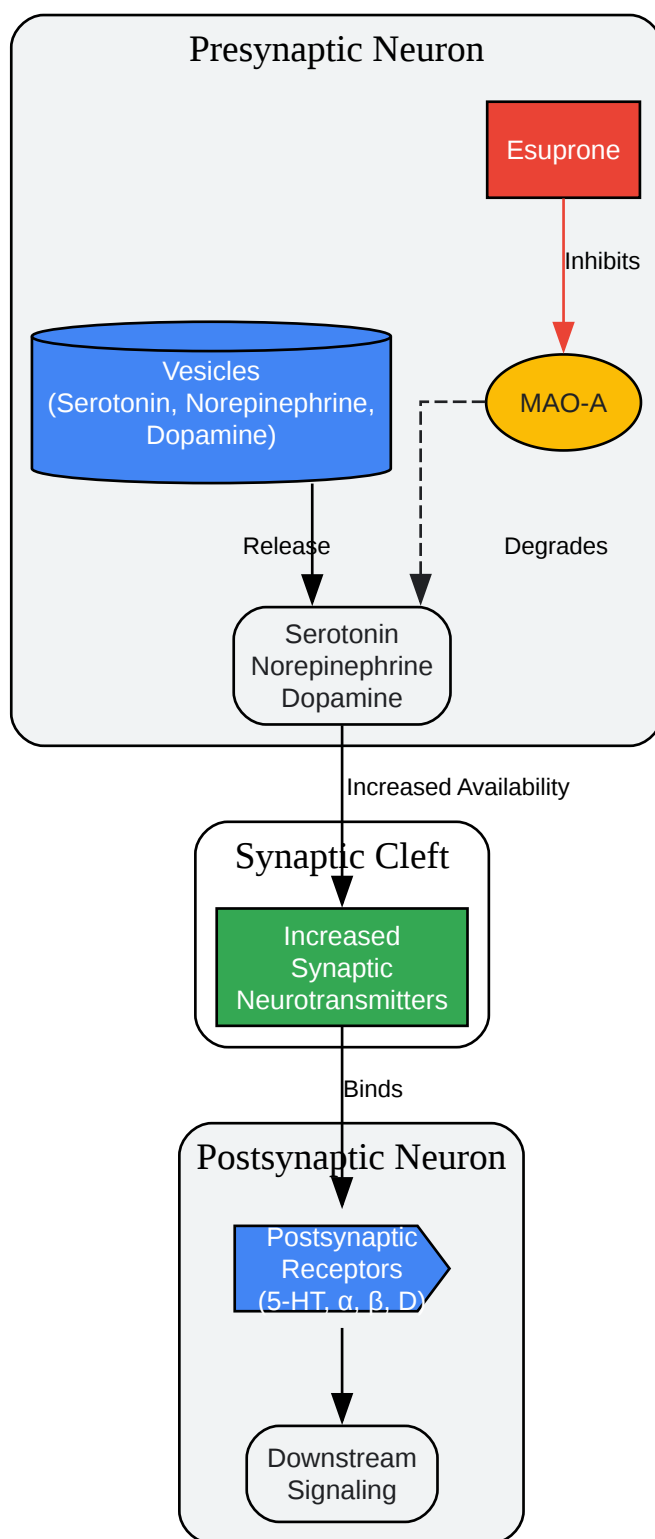 Presynaptic Neuron
Esuprone
Inhibits
Vesicles
(Serotonin, Norepinephrine,
Dopamine)
MAO-A
Release
Degrades
Serotonin
Norepinephrine
Dopamine
Increased Availability
Synaptic Cleft
Increased
Synaptic
Neurotransmitters
Binds
Postsynaptic Neuron
Postsynaptic
Receptors
(5-HT, α, β, D)
Downstream
Signaling